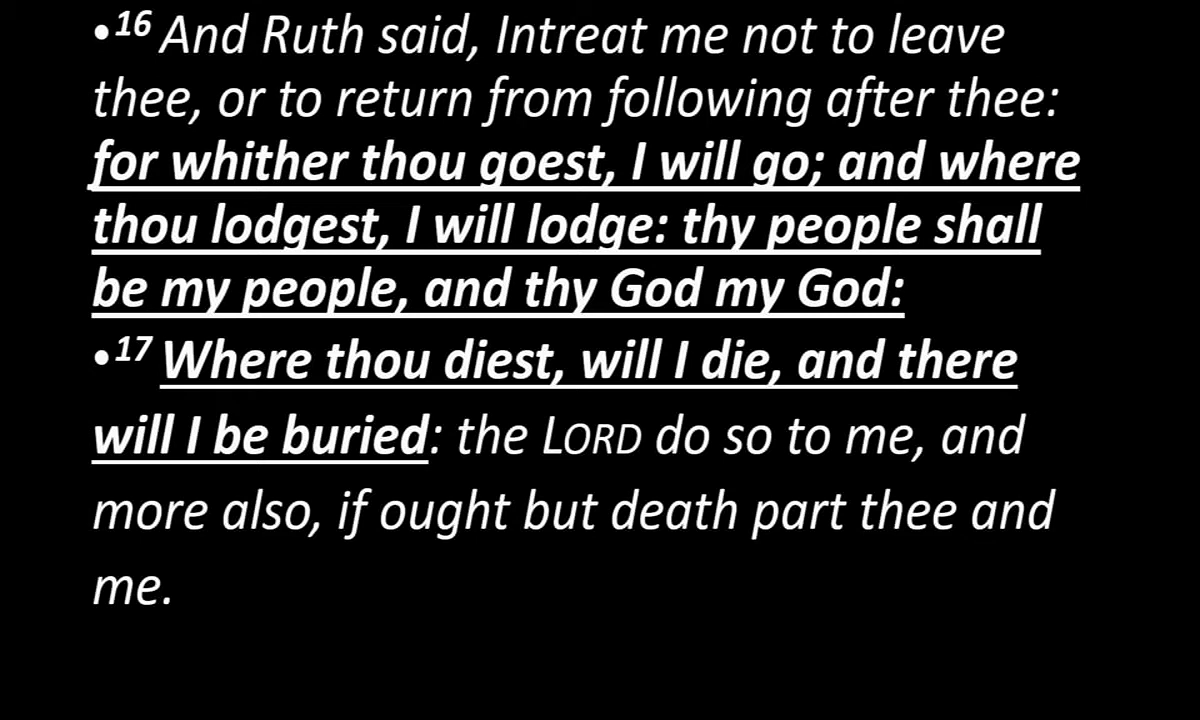 •16 And Ruth said, Intreat me not to leave
thee, or to return from following after thee:
for whither thou goest, I will go; and where
thou lodgest, I will lodge: thy people shall
be my people, and thy God my God:
•17 Where thou diest, will I die, and there
will I be buried: the LORD do so to me, and
more also, if ought but death part thee and
me.